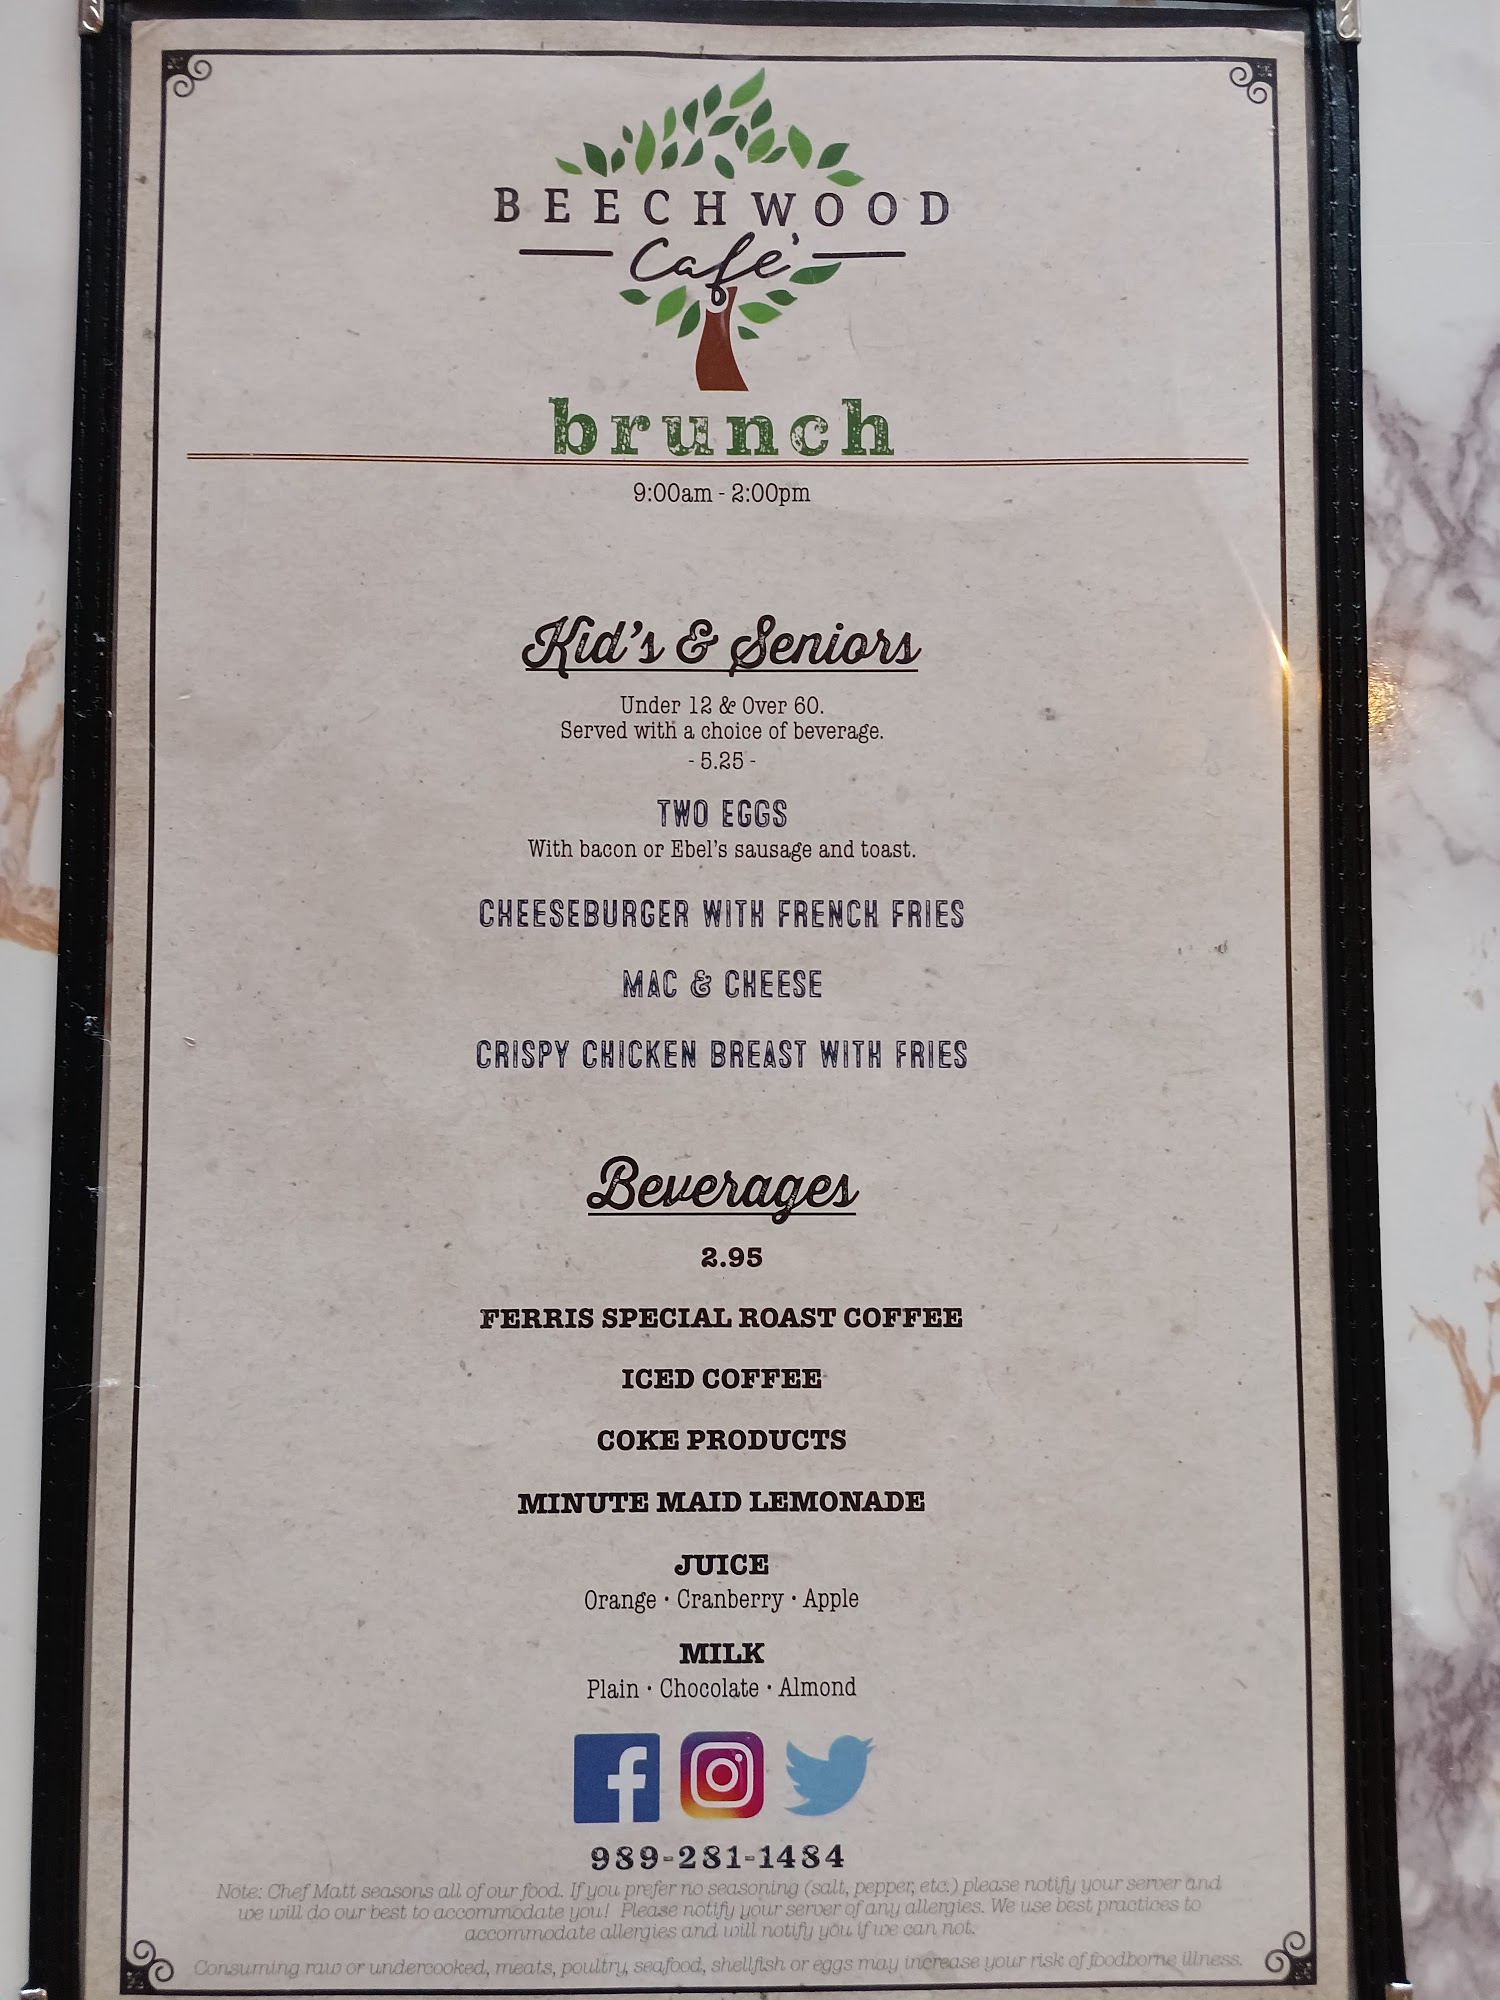 BEECHWOOD
Café
brunch
9:00am - 2:00pm
Kid's & Seniors
Under 12 & Over 60.
Served with a choice of beverage.
- 5.25 -
TWO EGGS
With bacon or Ebel's sausage and toast.
CHEESEBURGER WITH FRENCH FRIES
MAC & CHEESE
CRISPY CHICKEN BREAST WITH FRIES
Beverages
2.95
FERRIS SPECIAL ROAST COFFEE
ICED COFFEE
COKE PRODUCTS
MINUTE MAID LEMONADE
JUICE
Orange • Cranberry • Apple
MILK
Plain • Chocolate • Almond
989-281-1484
Note: Chef Matt seasons all of our food. If you prefer no seasoning (salt, pepper, etc.) please notify your server and
we will do our best to accommodate you! Please notify your server of any allergies. We use best practices to
accommodate allergies and will notify you if we can not.
Consuming raw or undercooked, meats, poultry, seafood, shellfish or eggs may increase your risk of foodborne illness.